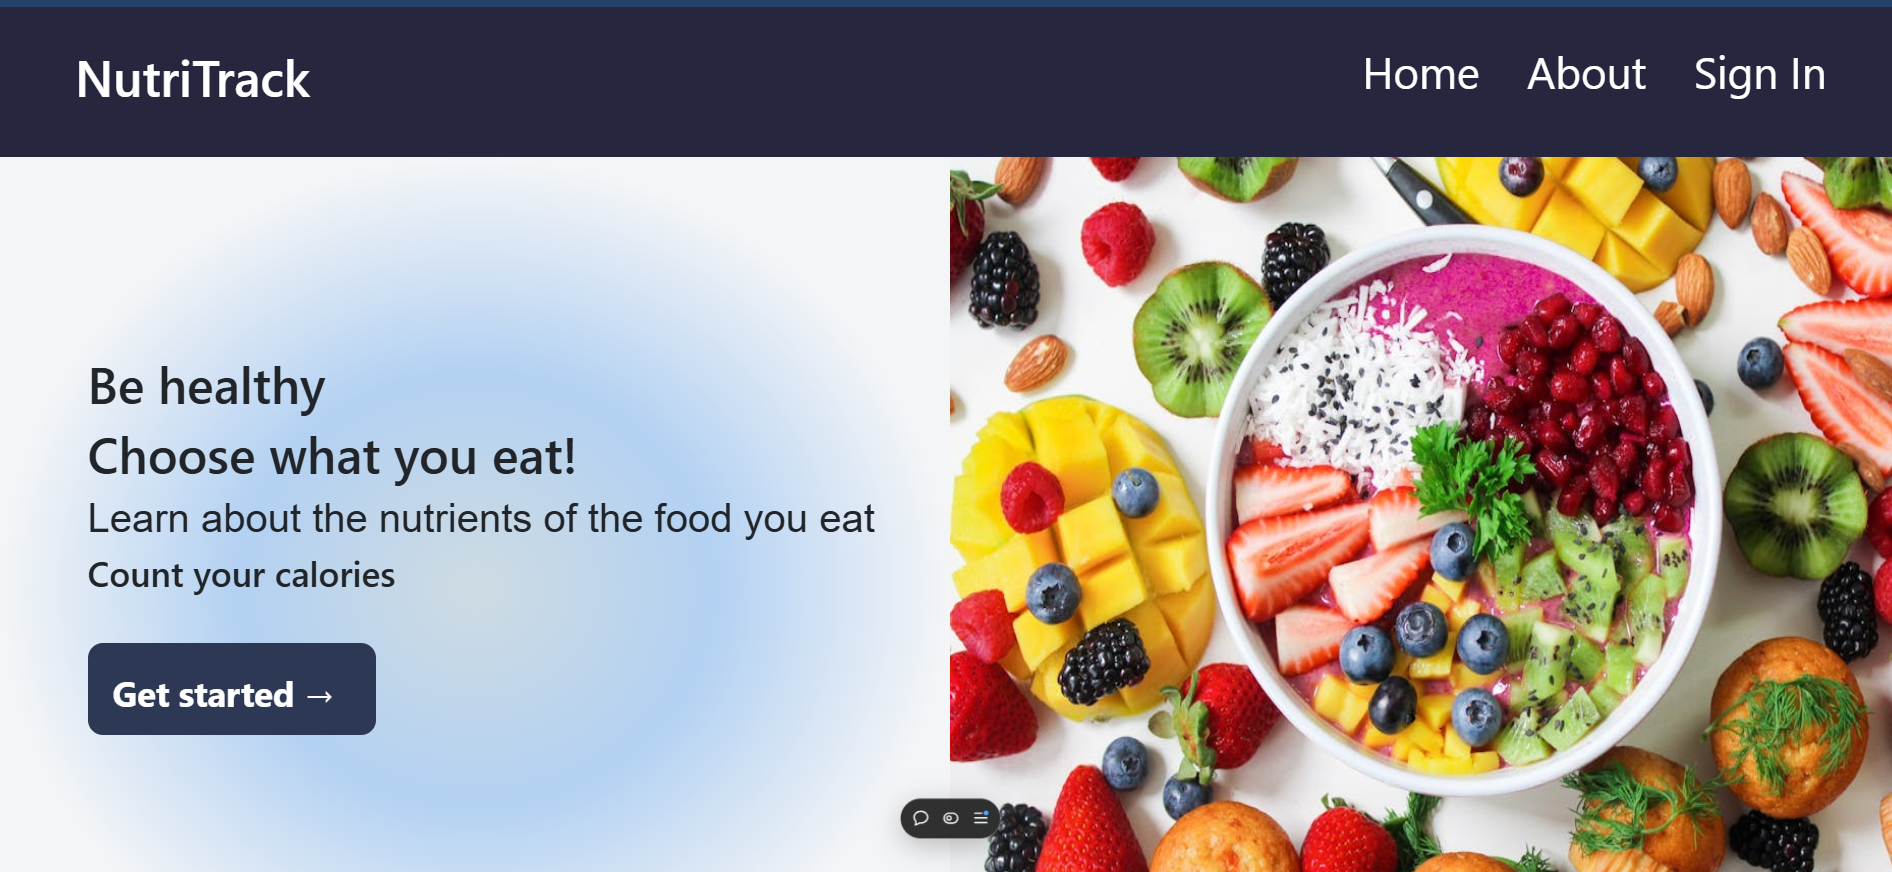 NutriTrack
Home About Sign In
Be healthy
Choose what you eat!
Learn about the nutrients of the food you eat
Count your calories
Get started →